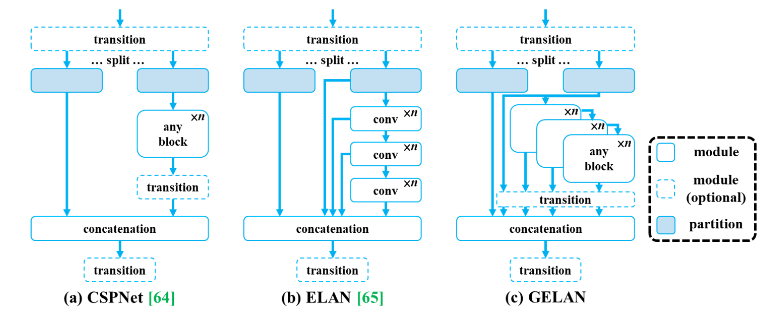 transition
... split ...
×n
any
block
transition
concatenation
transition
(a) CSPNet [64]
transition
... split ...
conv ×n
conv ×n
conv ×n
concatenation
transition
(b) ELAN [65]
transition
... split ...
×n
×n
×n
any
block
transition
concatenation
transition
(c) GELAN
module
module
(optional)
partition